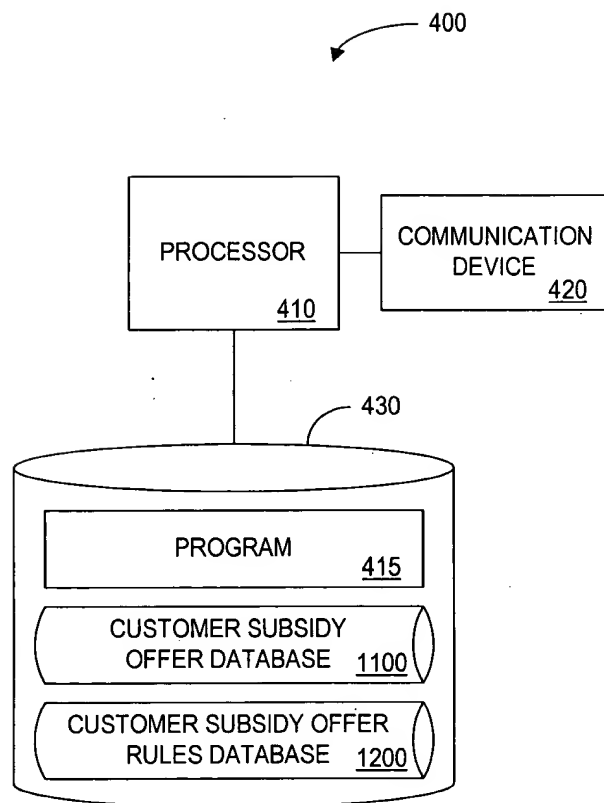 400
PROCESSOR
410
COMMUNICATION
DEVICE
420
430
PROGRAM
415
CUSTOMER SUBSIDY
OFFER DATABASE
1100
CUSTOMER SUBSIDY OFFER
RULES DATABASE
1200